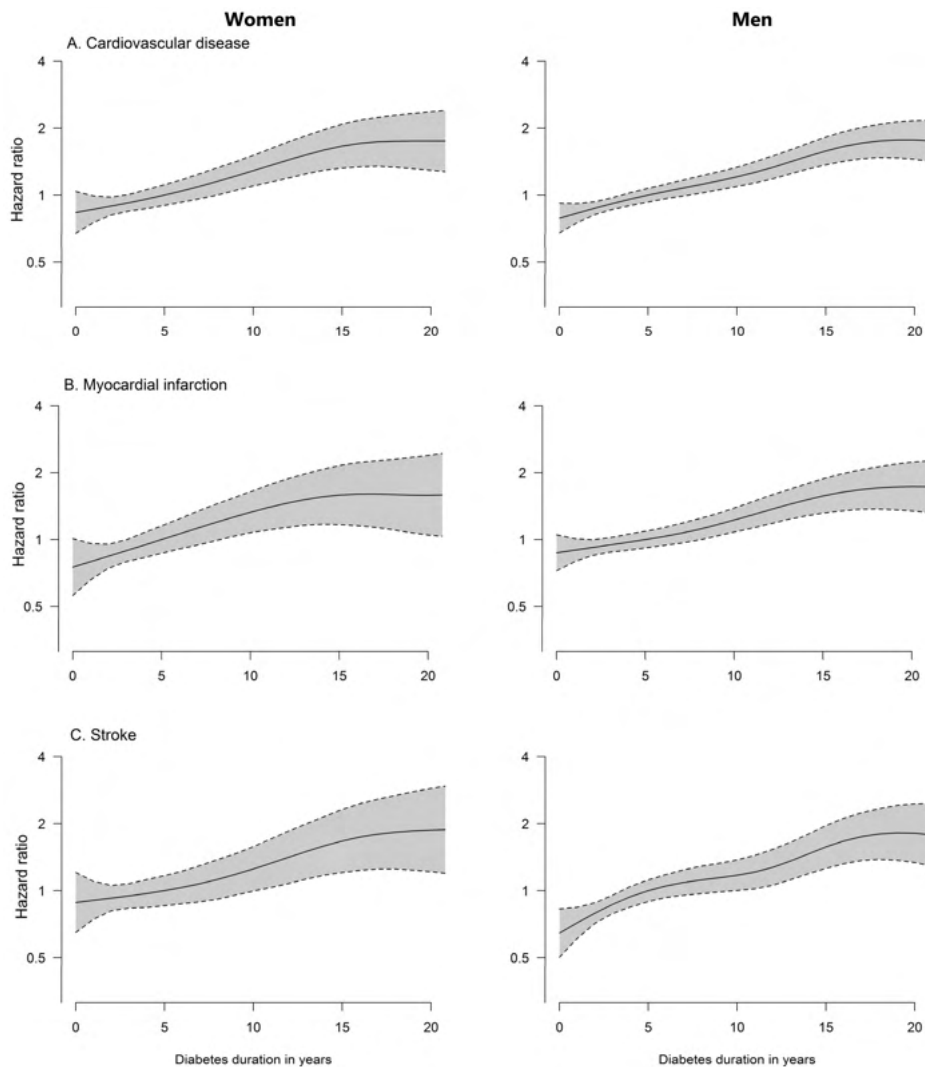 Women
Men
A. Cardiovascular disease
4
2
1
0.5
Hazard ratio
0 5 10 15 20
4
2
1
0.5
0 5 10 15 20
B. Myocardial infarction
4
2
1
0.5
Hazard ratio
0 5 10 15 20
4
2
1
0.5
0 5 10 15 20
C. Stroke
4
2
1
0.5
Hazard ratio
0 5 10 15 20
Diabetes duration in years
4
2
1
0.5
0 5 10 15 20
Diabetes duration in years